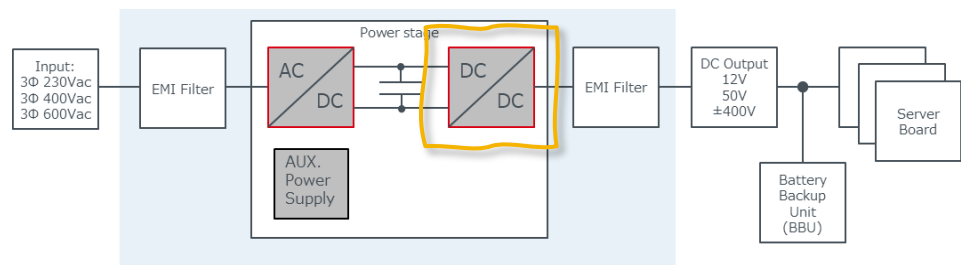 Power stage
Input:
3Φ 230Vac
3Φ 400Vac
3Φ 600Vac
EMI Filter
AC
DC
DC
DC
EMI Filter
DC Output
12V
50V
±400V
Server
Board
AUX.
Power
Supply
Battery
Backup
Unit
(BBU)